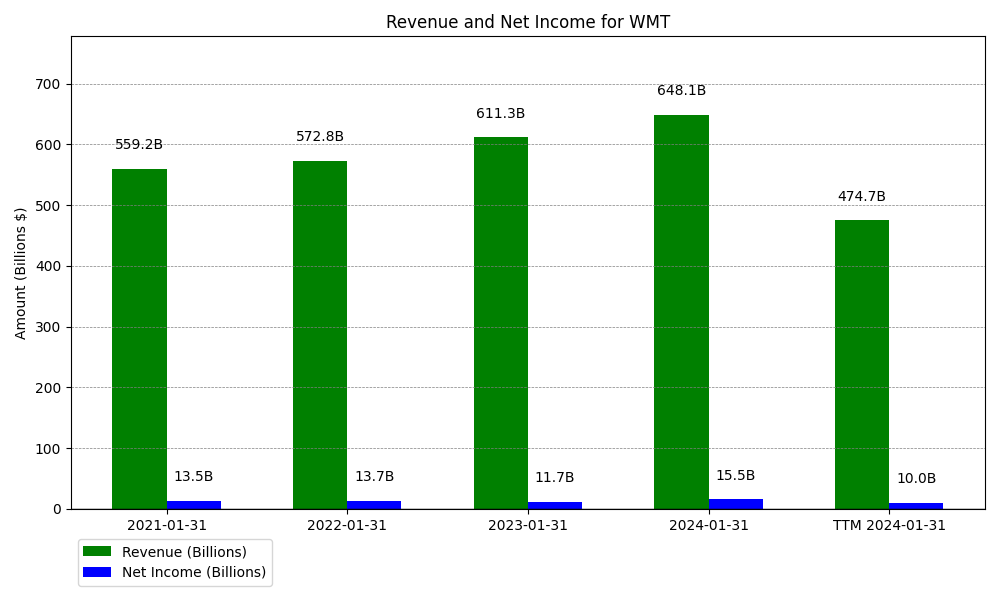 Revenue and Net Income for WMT
Amount (Billions $)
700
600
500
400
300
200
100
0
559.2B
572.8B
611.3B
648.1B
474.7B
13.5B
13.7B
11.7B
15.5B
10.0B
2021-01-31
2022-01-31
2023-01-31
2024-01-31
TTM 2024-01-31
Revenue (Billions)
Net Income (Billions)